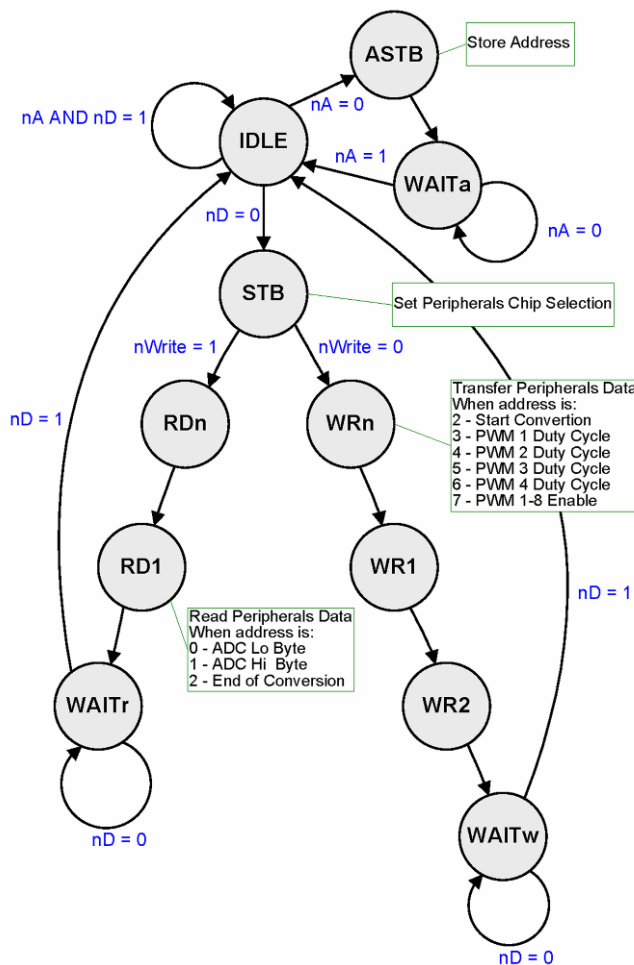 ASTB
Store Address
nA AND nD = 1
IDLE
nA = 0
nA = 1
WAITa
nA = 0
nD = 0
STB
Set Peripherals Chip Selection
nWrite = 1
nWrite = 0
nD = 1
RDn
WRn
Transfer Peripherals Data
When address is:
2 - Start Convertion
3 - PWM 1 Duty Cycle
4 - PWM 2 Duty Cycle
5 - PWM 3 Duty Cycle
6 - PWM 4 Duty Cycle
7 - PWM 1-8 Enable
RD1
WR1
nD = 1
Read Peripherals Data
When address is:
0 - ADC Lo Byte
1 - ADC Hi Byte
2 - End of Conversion
WAITr
WR2
nD = 0
WAITw
nD = 0